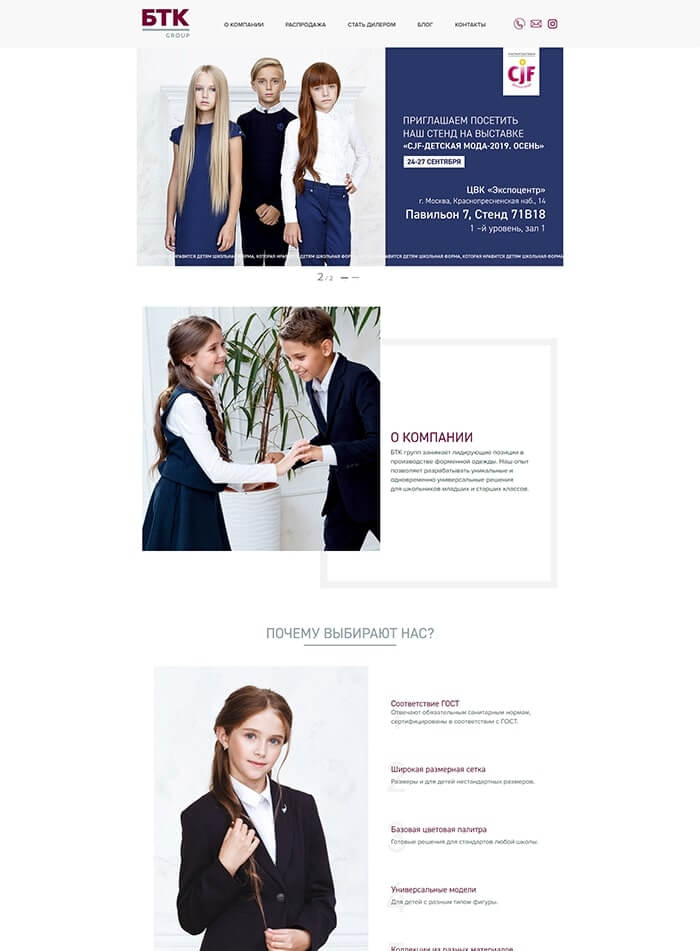 БТК
GROUP
О КОМПАНИИ
РАСПРОДАЖА
СТАТЬ ДИЛЕРОМ
БЛОГ
КОНТАКТЫ
CJF
ПРИГЛАШАЕМ ПОСЕТИТЬ
НАШ СТЕНД НА ВЫСТАВКЕ
«CJF-ДЕТСКАЯ МОДА-2019. ОСЕНЬ»
24-27 СЕНТЯБРЯ
ЦВК «Экспоцентр»
г. Москва, Краснопресненская наб., 14
Павильон 7, Стенд 71В18
1 –й уровень, зал 1
НРАВИТСЯ ДЕТЯМ ШКОЛЬНАЯ ФОРМА, КОТОРАЯ НРАВИТСЯ ДЕТЯМ ШКОЛЬНАЯ ФОРМА, КОТОРАЯ НРАВИТСЯ ДЕТЯМ ШКОЛЬНАЯ ФОРМА
2 / 2
О КОМПАНИИ
БТК групп занимает лидирующие позиции в
производстве форменной одежды. Наш опыт
позволяет разрабатывать уникальные и
одновременно универсальные решения
для школьников младших и старших классов.
ПОЧЕМУ ВЫБИРАЮТ НАС?
Соответствие ГОСТ
Отвечают обязательным санитарным нормам,
сертифицированы в соответствии с ГОСТ.
Широкая размерная сетка
Размеры и для детей нестандартных размеров.
Базовая цветовая палитра
Готовые решения для стандартов любой школы.
Универсальные модели
Для детей с разным типом фигуры.
Коллекции из разных материалов